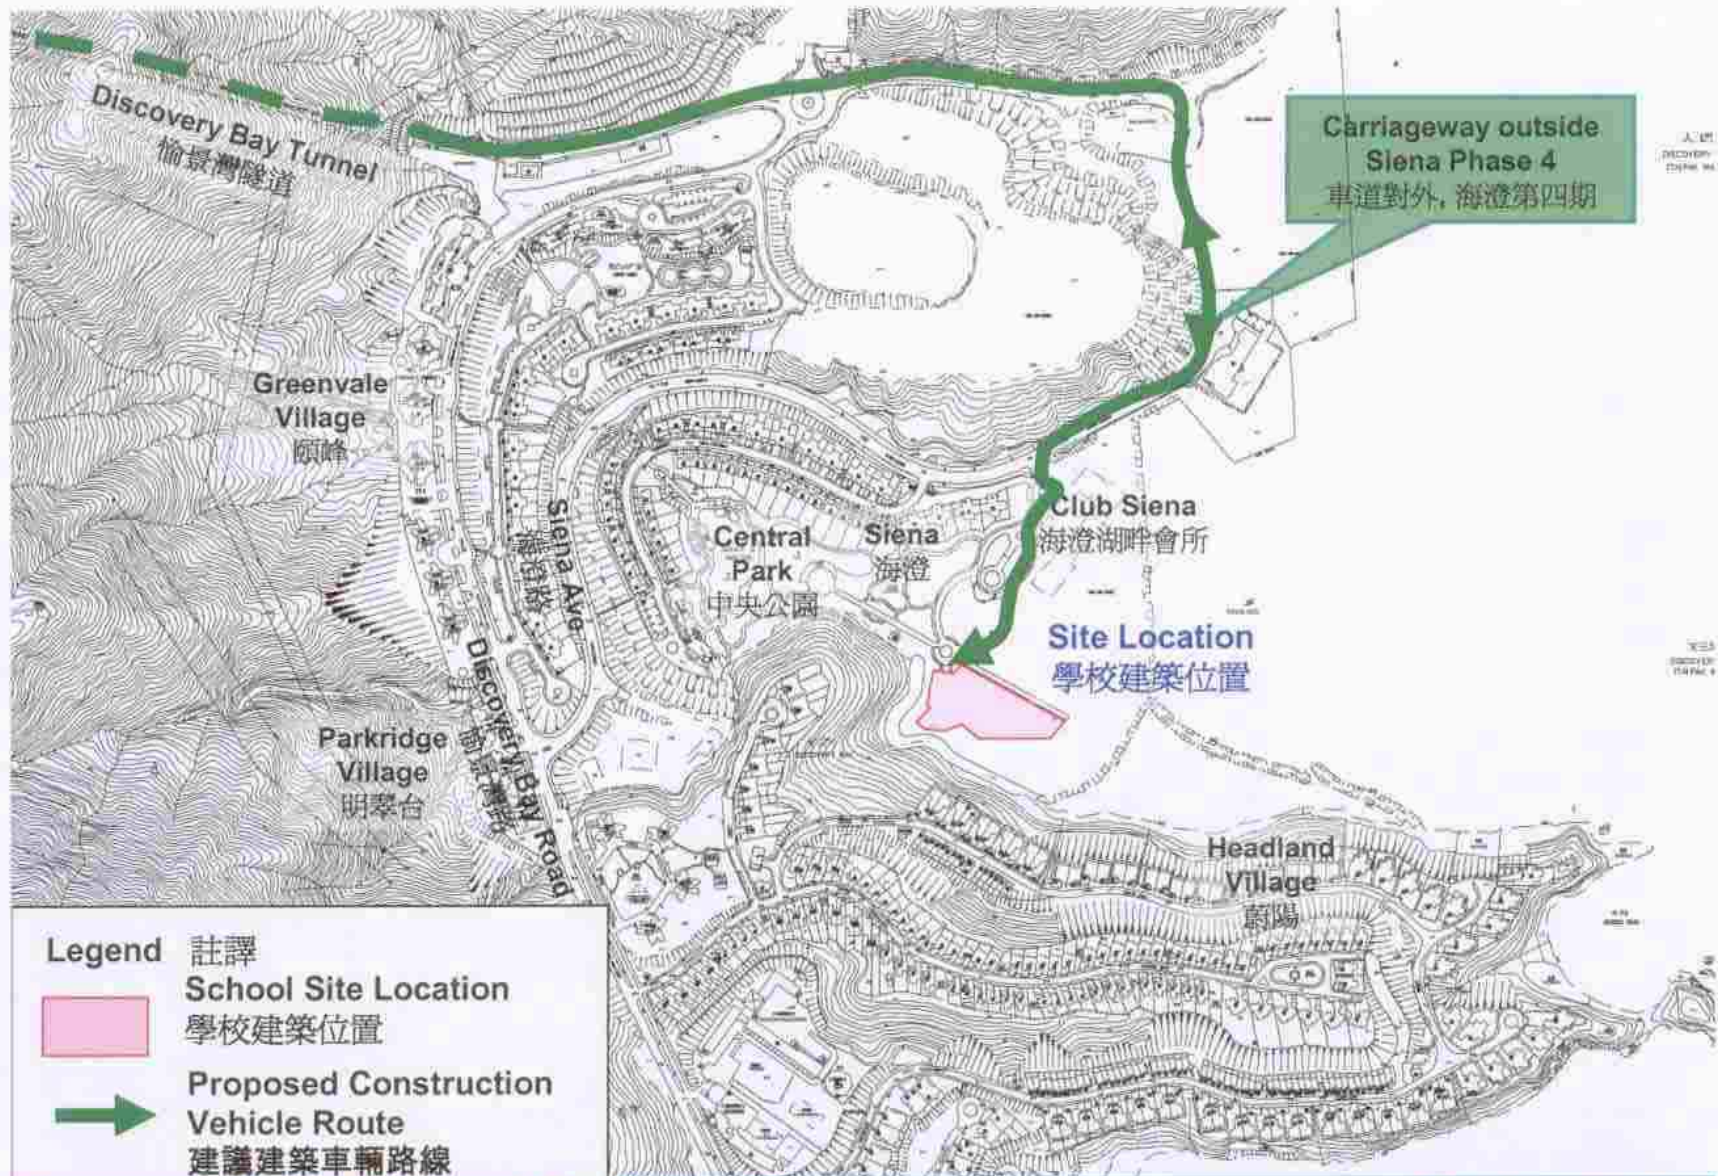 Discovery Bay Tunnel
愉景灣隧道
Carriageway outside
Siena Phase 4
車道對外, 海澄第四期
Greenvale
Village
頤峰
Siena Ave
海澄路
Central
Park
中央公園
Siena
海澄
Club Siena
海澄湖畔會所
Site Location
學校建築位置
Discovery Bay Road
愉景灣路
Parkridge
Village
明翠台
Headland
Village
蔚陽
Legend 註譯
School Site Location
學校建築位置
Proposed Construction
Vehicle Route
建議建築車輛路線